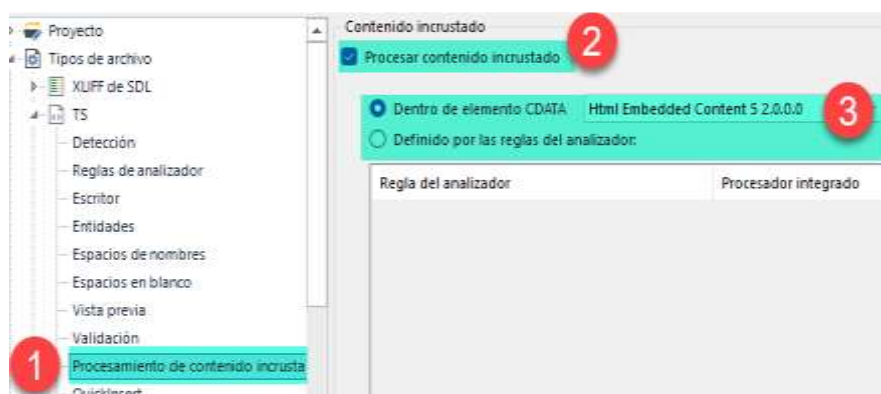 Proyecto
Tipos de archivo
XLIFF de SDL
TS
Detección
Reglas de analizador
Escritor
Entidades
Espacios de nombres
Espacios en blanco
Vista previa
Validación
1
Procesamiento de contenido incrusta
QuickInsert
Contenido incrustado
2
Procesar contenido incrustado
Dentro de elemento CDATA Html Embedded Content 5 2.0.0.0
3
Definido por las reglas del analizador:
Regla del analizador Procesador integrado